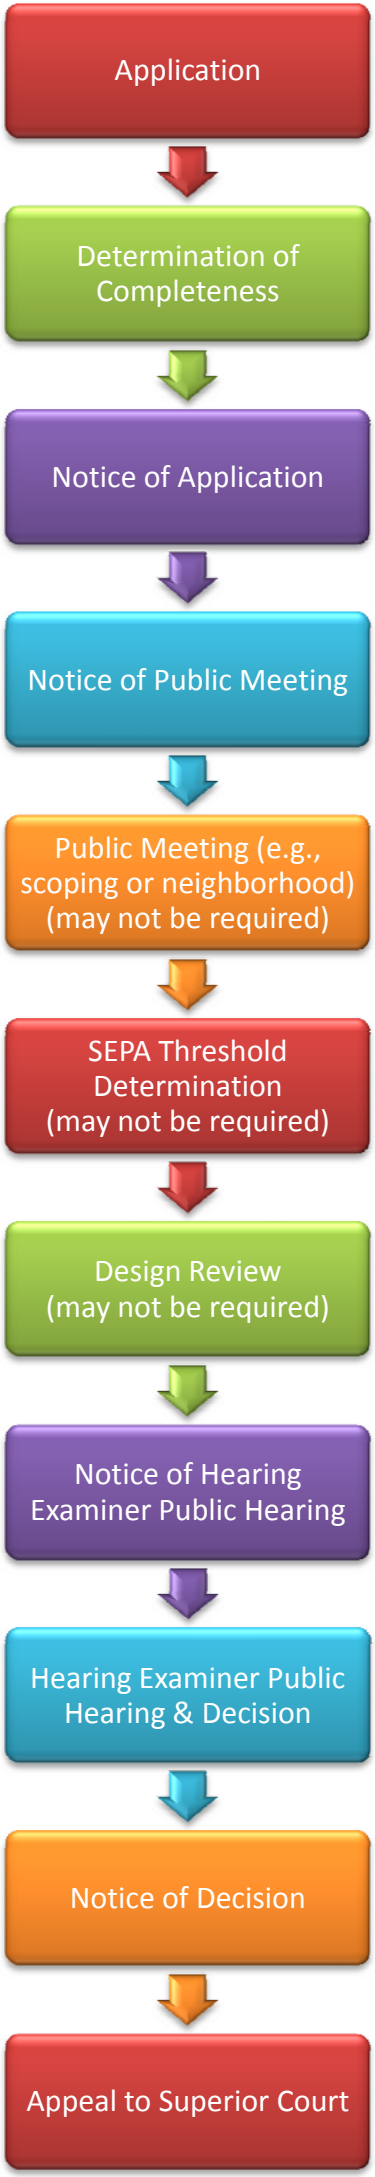 Application
Determination of
Completeness
Notice of Application
Notice of Public Meeting
Public Meeting (e.g.,
scoping or neighborhood)
(may not be required)
SEPA Threshold
Determination
(may not be required)
Design Review
(may not be required)
Notice of Hearing
Examiner Public Hearing
Hearing Examiner Public
Hearing & Decision
Notice of Decision
Appeal to Superior Court